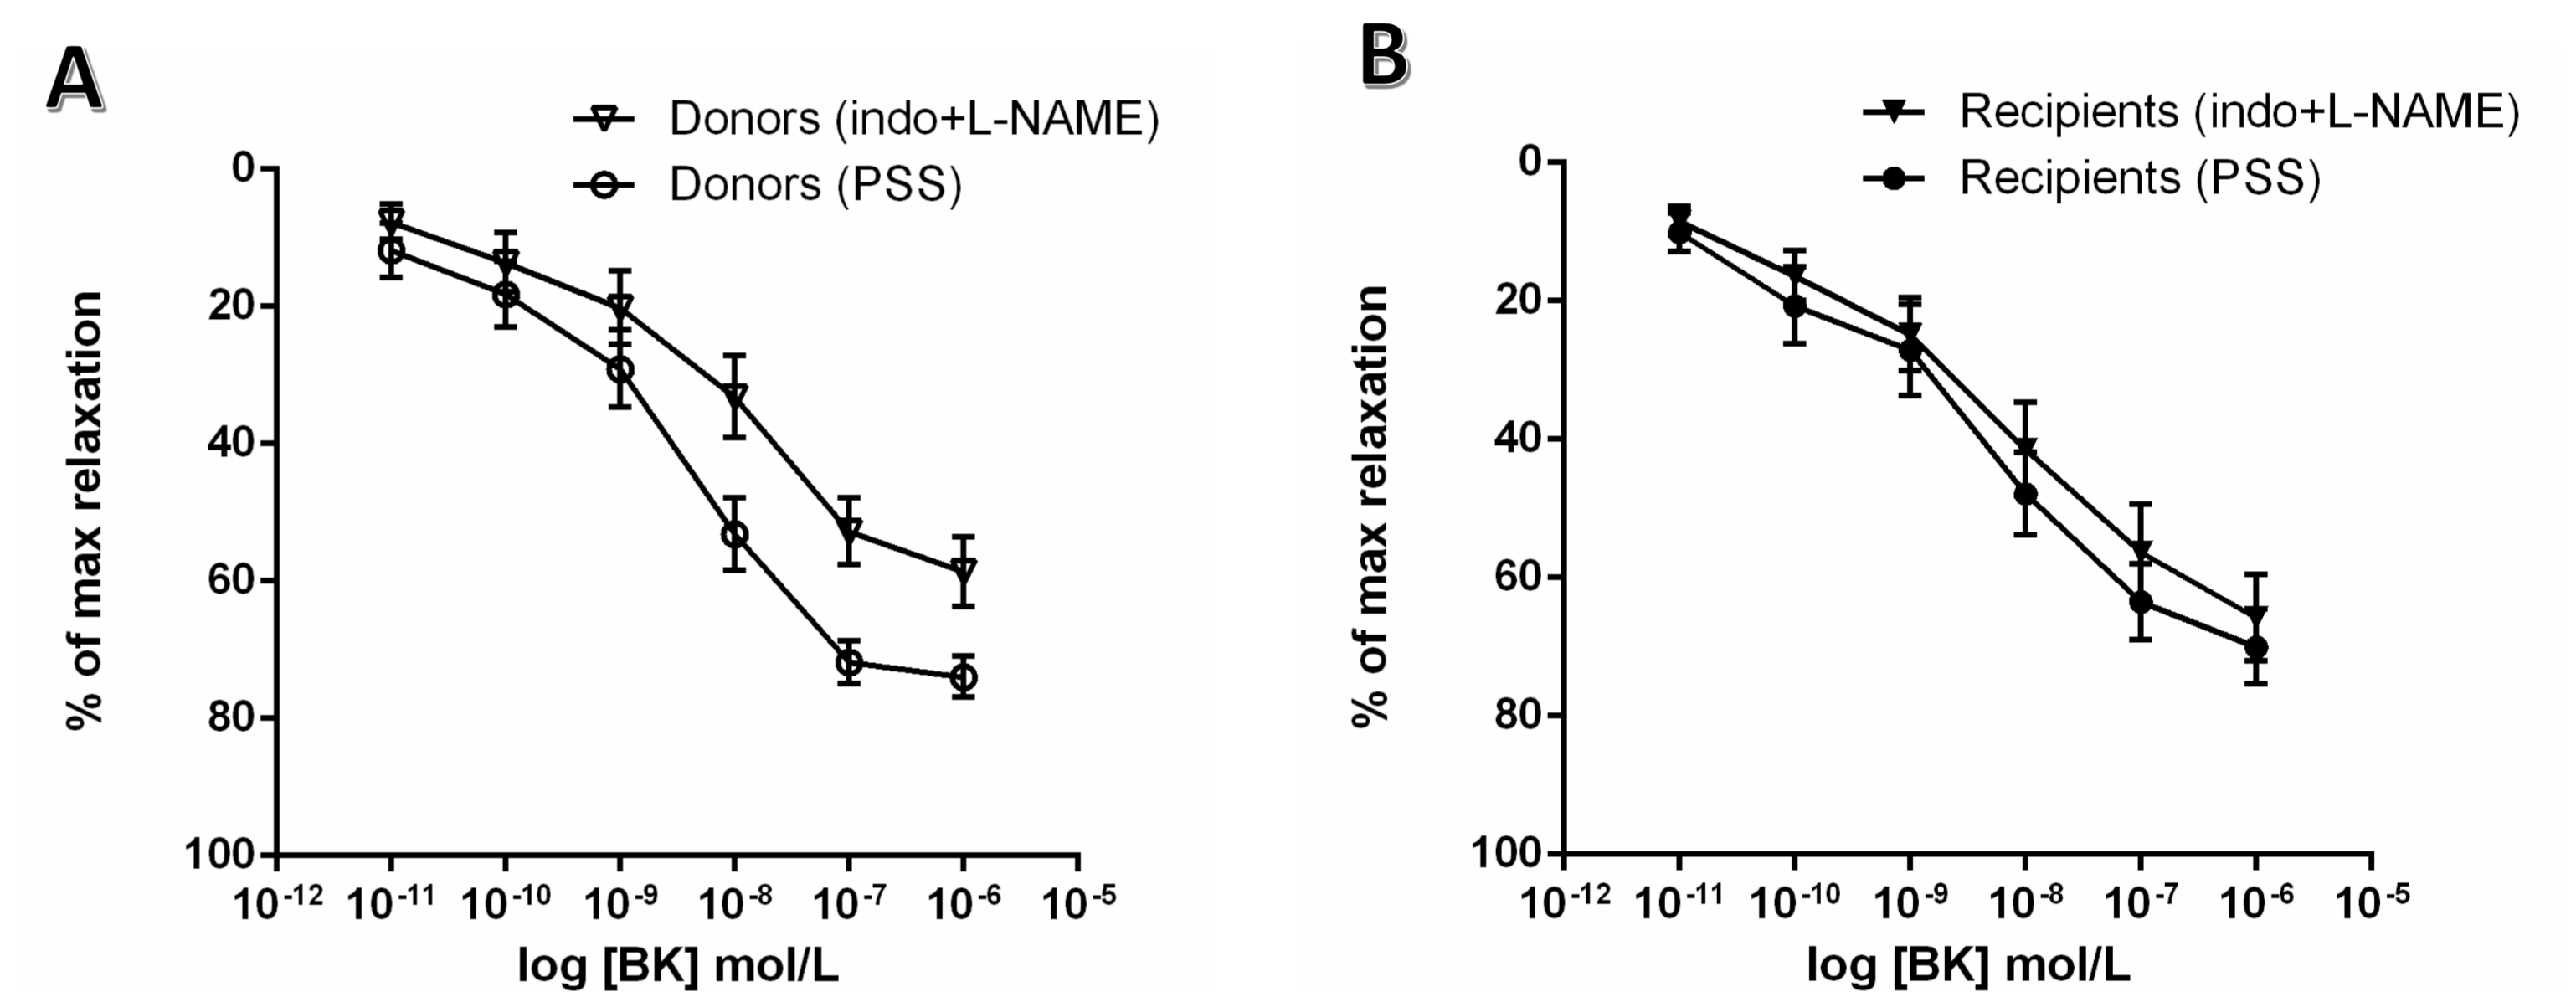 A
Donors (indo+L-NAME)
Donors (PSS)
0
20
40
60
80
100
% of max relaxation
10-12 10-11 10-10 10-9 10-8 10-7 10-6 10-5
log [BK] mol/L
B
Recipients (indo+L-NAME)
Recipients (PSS)
0
20
40
60
80
100
% of max relaxation
10-12 10-11 10-10 10-9 10-8 10-7 10-6 10-5
log [BK] mol/L